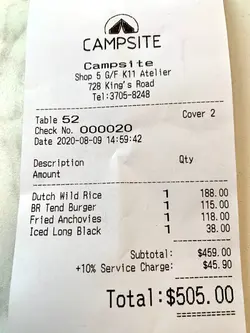 CAMPSITE
Campsite
Shop 5 G/F K11 Atelier
728 King's Road
Tel:3705-8248
Table 52 Cover 2
Check No. 000020
Date 2020-08-09 14:59:42
Description Qty
Amount
Dutch Wild Rice 1 188.00
BR Tend Burger 1 115.00
Fried Anchovies 1 118.00
Iced Long Black 1 38.00
Subtotal: $459.00
+10% Service Charge: $45.90
Total:$505.00